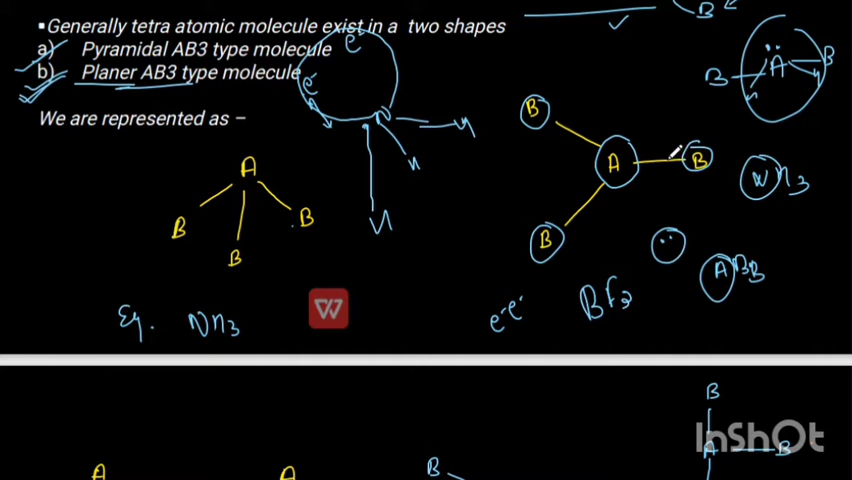 B
▪Generally tetra atomic molecule exist in a two shapes
a) Pyramidal AB3 type molecule
b) Planer AB3 type molecule
e-
e-
B A B
We are represented as –
N
B
A B
A
B B
B
B
NH3
A BB
Eg. NH3
e-e- BF3
B
InShOt
A B
A A B